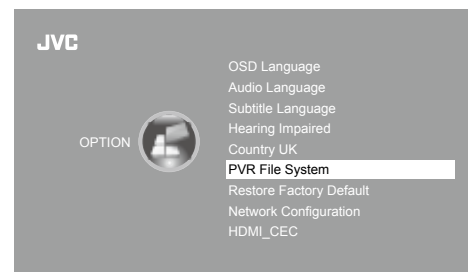 JVC
OPTION
OSD Language
Audio Language
Subtitle Language
Hearing Impaired
Country UK
PVR File System
Restore Factory Default
Network Configuration
HDMI_CEC